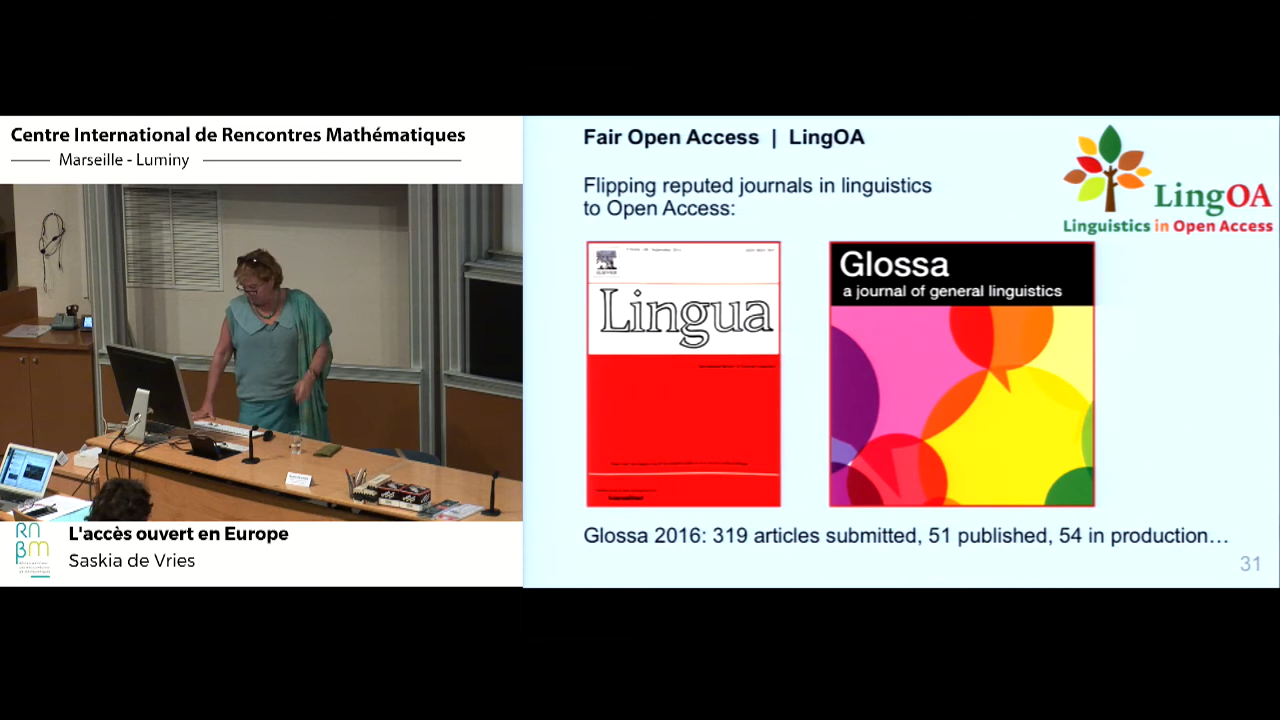 Centre International de Rencontres Mathématiques
Marseille - Luminy
L'accès ouvert en Europe
Saskia de Vries
Fair Open Access | LingOA
Flipping reputed journals in linguistics
to Open Access:
LingOA
Linguistics in Open Access
ELSEVIER
Lingua
Glossa
a journal of general linguistics
Glossa 2016: 319 articles submitted, 51 published, 54 in production…
31